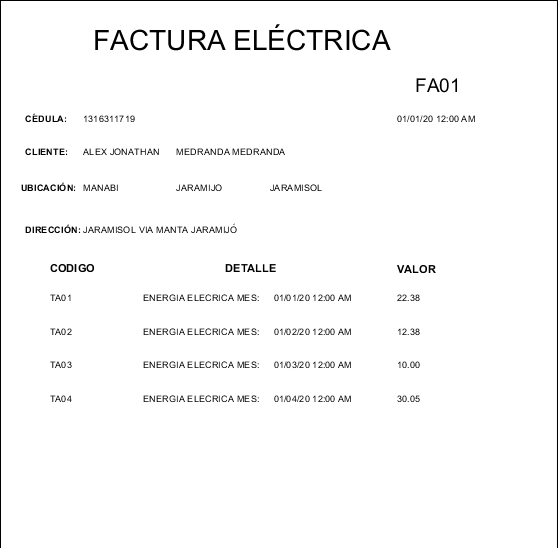 FACTURA ELÉCTRICA
FA01
CÉDULA: 1316311719 01/01/20 12:00 AM
CLIENTE: ALEX JONATHAN MEDRANDA MEDRANDA
UBICACIÓN: MANABI JARAMIJO JARAMISOL
DIRECCIÓN: JARAMISOL VIA MANTA JARAMIJÓ
CODIGO DETALLE VALOR
TA01 ENERGIA ELECRICA MES: 01/01/20 12:00 AM 22.38
TA02 ENERGIA ELECRICA MES: 01/02/20 12:00 AM 12.38
TA03 ENERGIA ELECRICA MES: 01/03/20 12:00 AM 10.00
TA04 ENERGIA ELECRICA MES: 01/04/20 12:00 AM 30.05